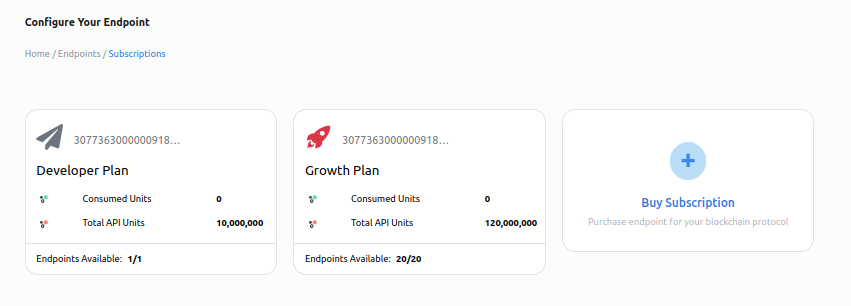 Configure Your Endpoint
Home / Endpoints / Subscriptions
3077363000000918...
Developer Plan
Consumed Units 0
Total API Units 10,000,000
Endpoints Available: 1/1
3077363000000918...
Growth Plan
Consumed Units 0
Total API Units 120,000,000
Endpoints Available: 20/20
Buy Subscription
Purchase endpoint for your blockchain protocol